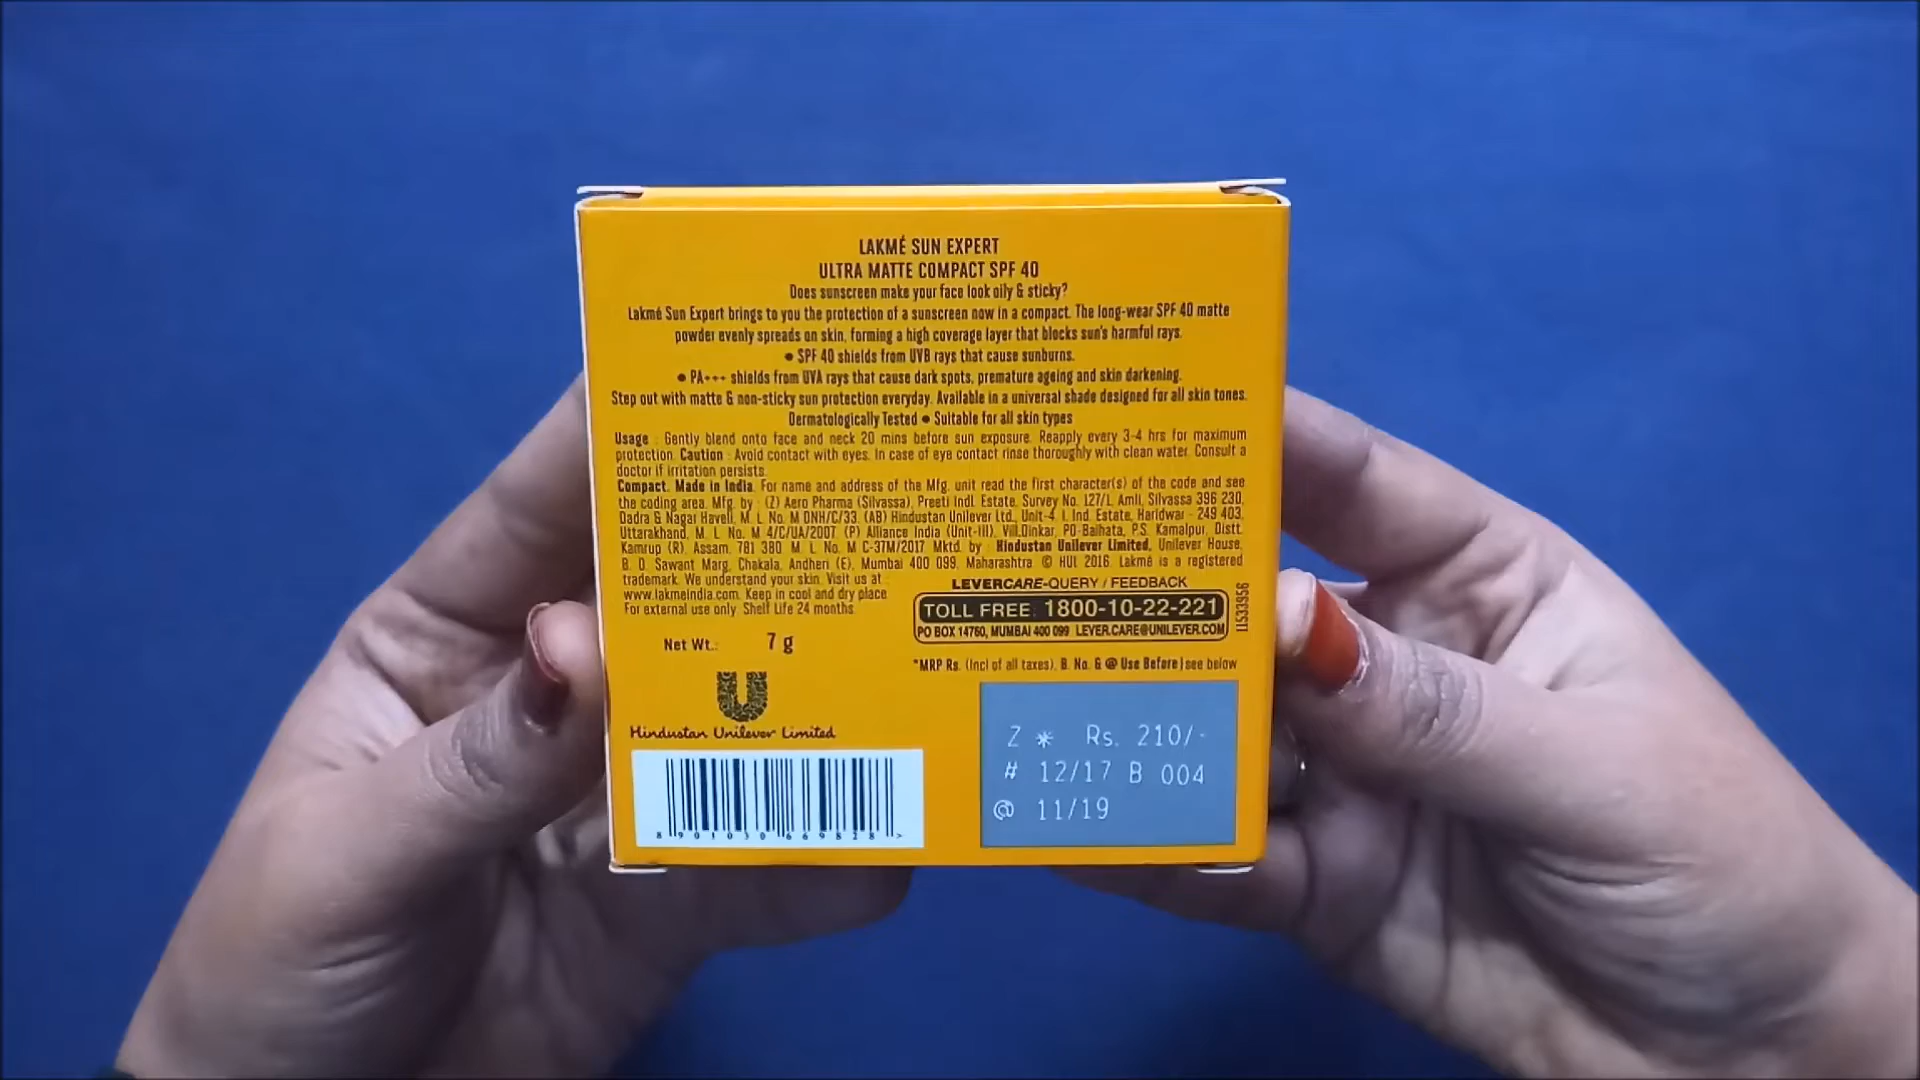 LAKMÉ SUN EXPERT
ULTRA MATTE COMPACT SPF 40
Does sunscreen make your face look oily & sticky?
Lakmé Sun Expert brings to you the protection of a sunscreen now in a compact. The long-wear SPF 40 matte
powder evenly spreads on skin, forming a high coverage layer that blocks sun's harmful rays.
● SPF 40 shields from UVB rays that cause sunburns.
● PA+++ shields from UVA rays that cause dark spots, premature ageing and skin darkening.
Step out with matte & non-sticky sun protection everyday. Available in a universal shade designed for all skin tones.
Dermatologically Tested ● Suitable for all skin types
Usage : Gently blend onto face and neck 20 mins before sun exposure. Reapply every 3-4 hrs for maximum
protection. Caution : Avoid contact with eyes. In case of eye contact rinse thoroughly with clean water. Consult a
doctor if irritation persists.
Compact. Made in India. For name and address of the Mfg. unit read the first character(s) of the code and see
the coding area. Mfg. by : (Z) Aero Pharma (Silvassa), Preeti Indl. Estate, Survey No. 127/1, Amli, Silvassa 396 230,
Dadra & Nagar Haveli. M. L. No. M DNH/C/33. (AB) Hindustan Unilever Ltd., Unit-4, I. Ind. Estate, Haridwar - 249 403,
Uttarakhand, M. L. No. M 4/C/UA/2007. (P) Alliance India (Unit-III), Vill.Dinkar, PO-Baihata, P.S. Kamalpur, Distt.
Kamrup (R), Assam, 781 380. M. L. No. M C-37M/2017 Mktd. by : Hindustan Unilever Limited, Unilever House,
B. D. Sawant Marg, Chakala, Andheri (E), Mumbai 400 099, Maharashtra. © HUL 2016. Lakmé is a registered
trademark. We understand your skin. Visit us at
www.lakmeindia.com. Keep in cool and dry place.
For external use only. Shelf Life 24 months.
LEVERCARE-QUERY / FEEDBACK
TOLL FREE: 1800-10-22-221
PO BOX 14760, MUMBAI 400 099 LEVER.CARE@UNILEVER.COM
11533956
Net Wt.: 7 g
*MRP Rs. (Incl of all taxes), B. No. & @ Use Before) see below
Hindustan Unilever Limited
Z * Rs. 210/-
# 12/17 B 004
@ 11/19
8 901030 669828 >